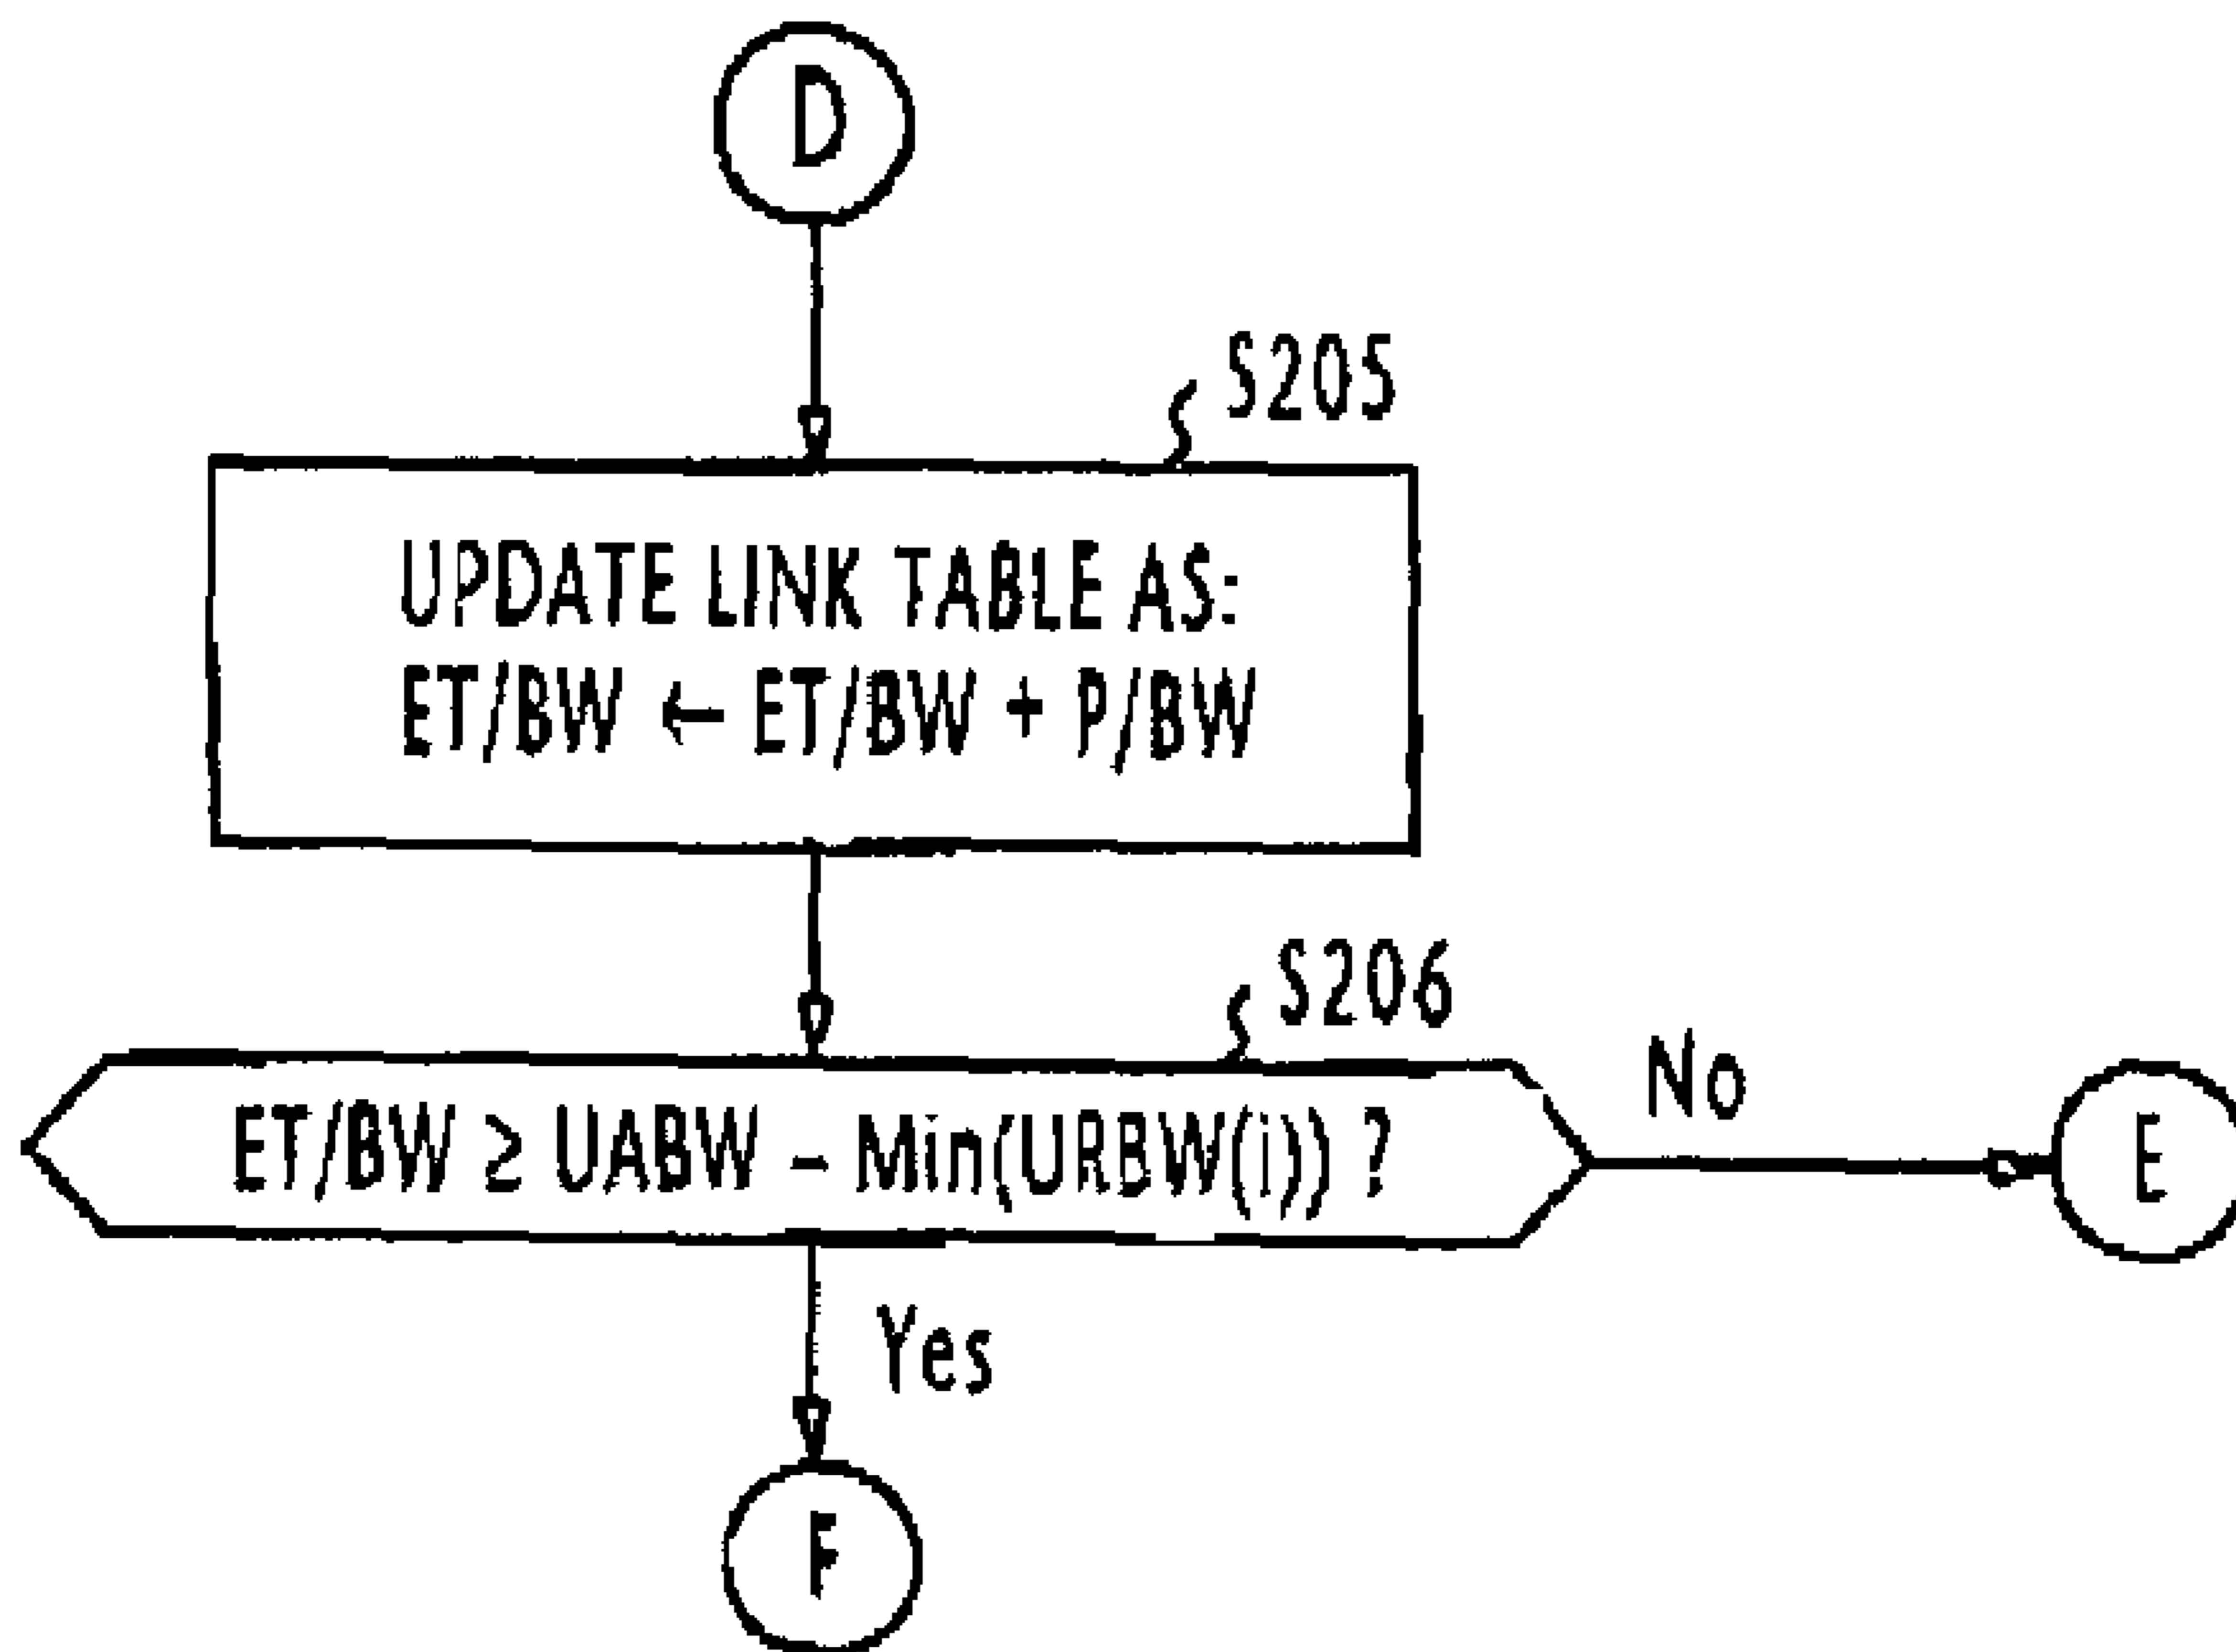 D
S205
UPDATE LINK TABLE AS:
ET/BW ← ET/BW + P/BW
S206
ET/BW ≥ UABW - Min(URBW(i)) ?
No
E
Yes
F